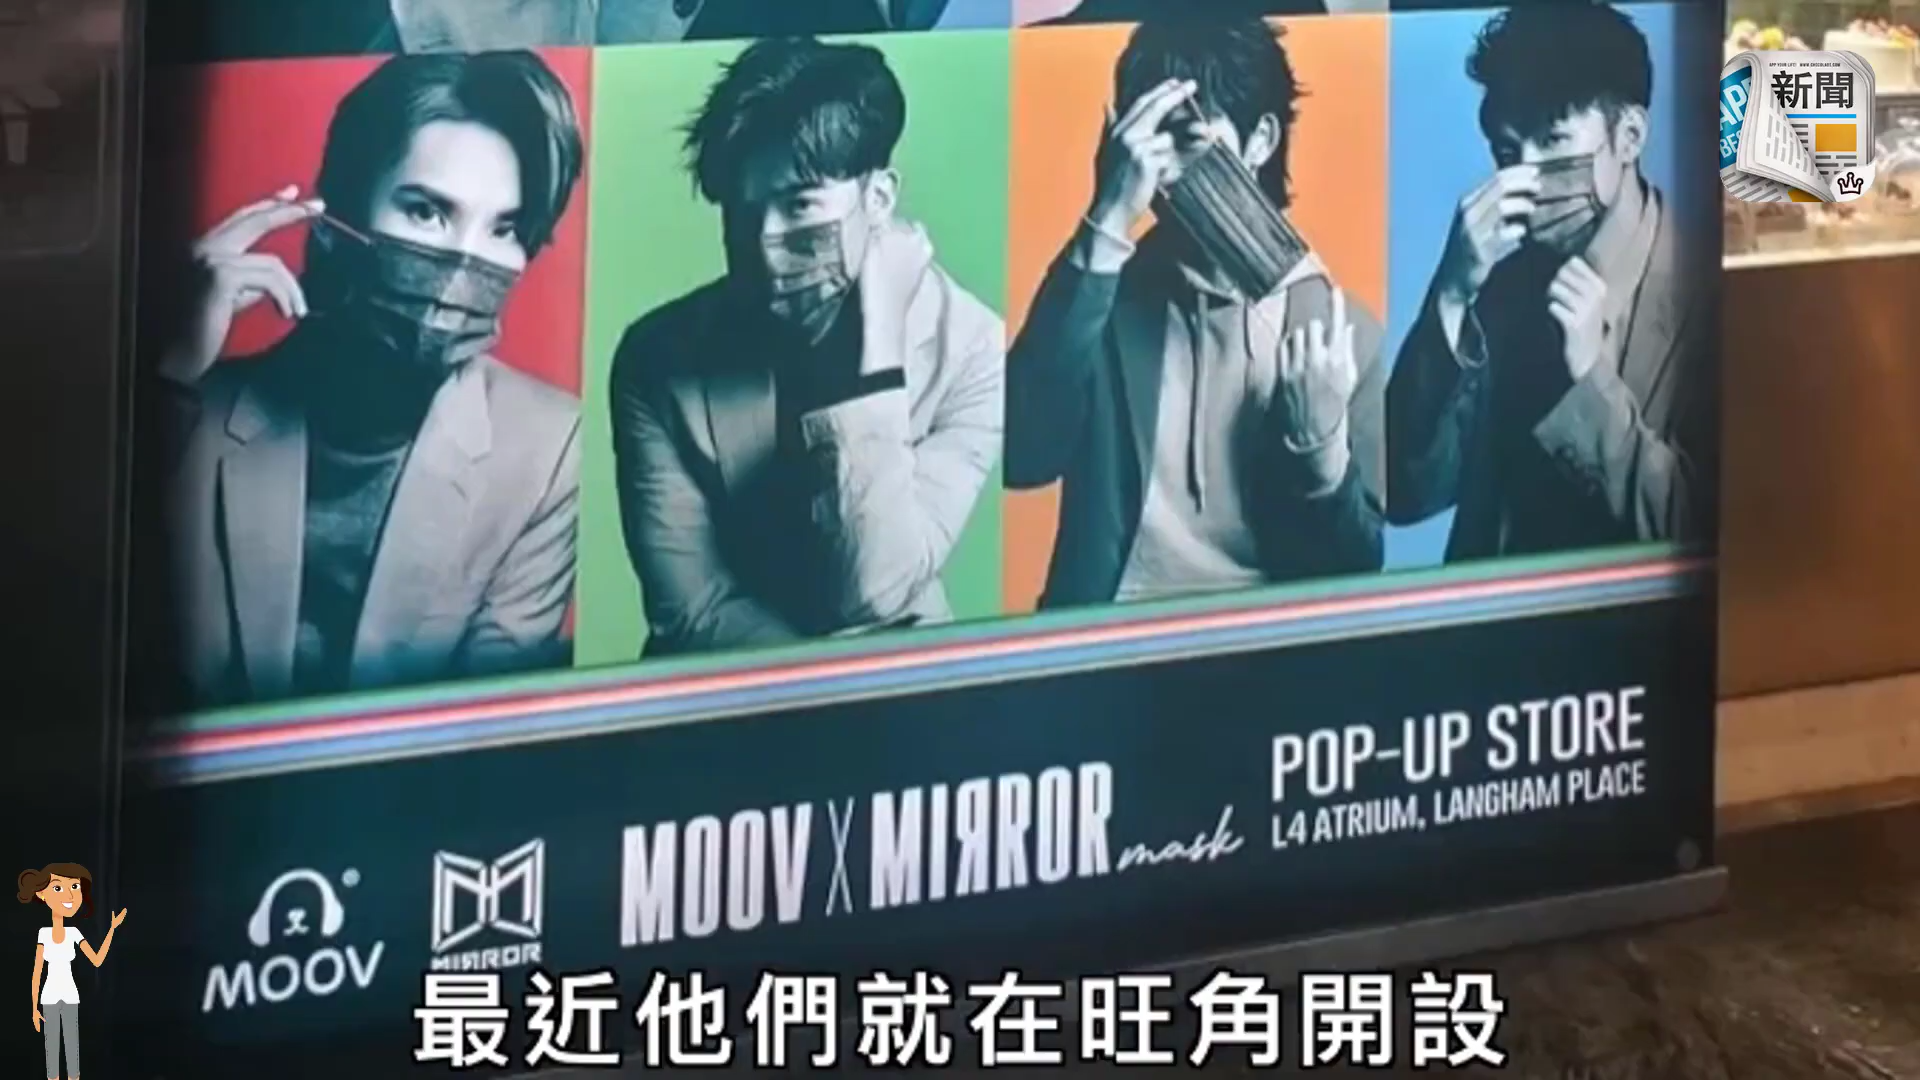 新聞
POP-UP STORE
L4 ATRIUM, LANGHAM PLACE
MOOV X MIRROR mask
MOOV
MIRROR
最近他們就在旺角開設